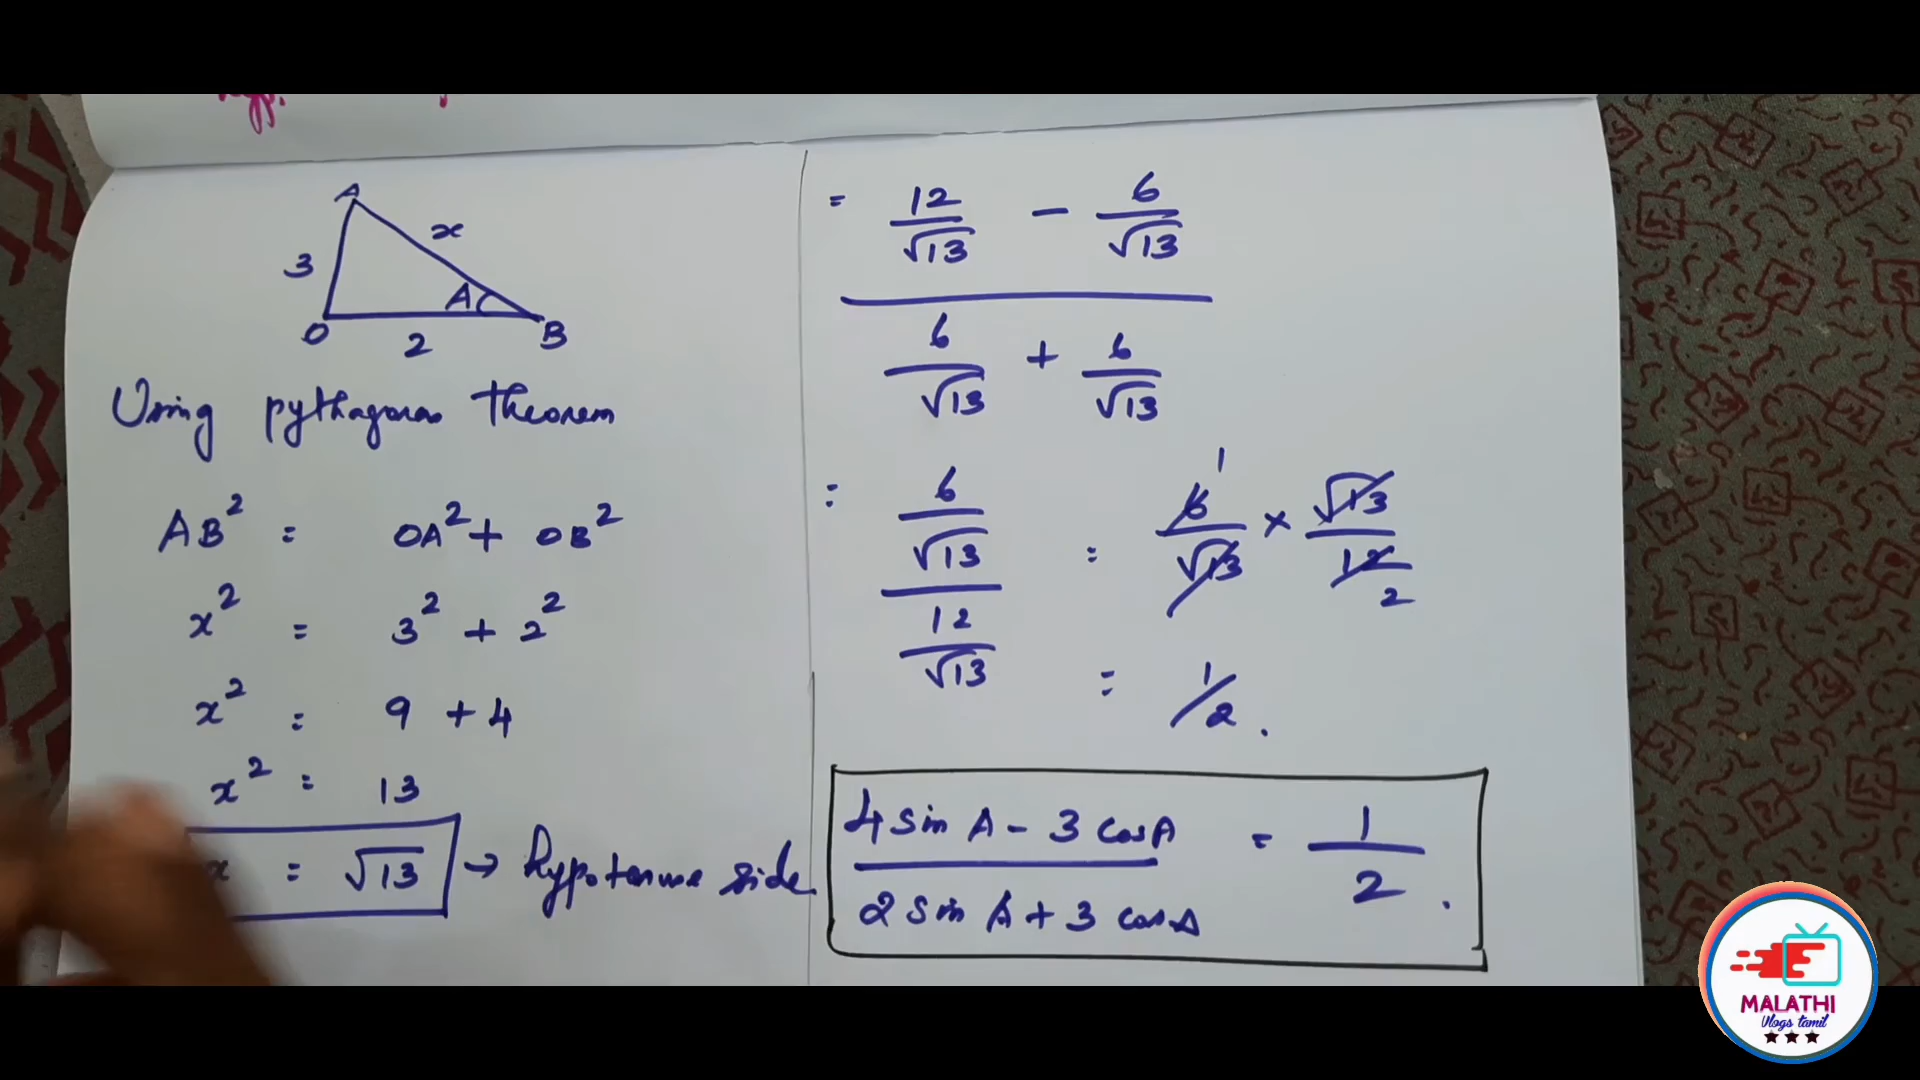 A
3
x
A
O
2
B
Using pythagoras theorem
AB² = OA² + OB²
x² = 3² + 2²
x² = 9 + 4
x² = 13
x = √13 → hypotenuse side
= 12/√13 - 6/√13
6/√13 + 6/√13
= 6/√13 / 12/√13 = 6/√13 × √13/12
1
2
= 1/2.
4 sin A - 3 cos A / 2 sin A + 3 cos A = 1/2.
MALATHI
Vlogs tamil